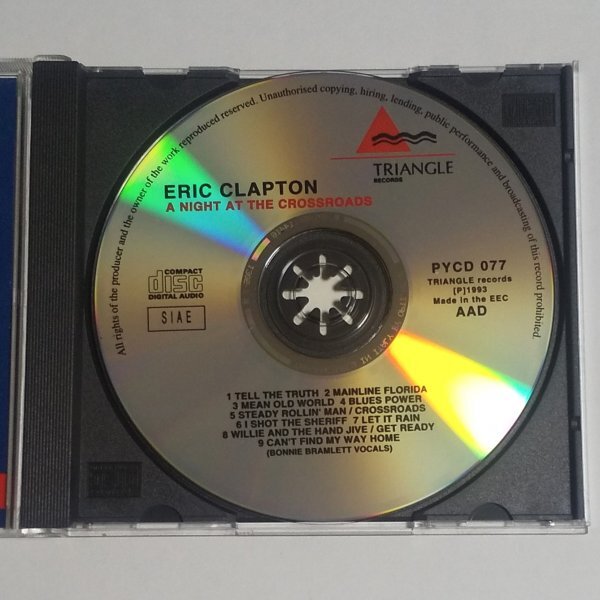 All rights of the producer and the owner of the work reproduced reserved. Unauthorised copying, hiring, lending, public performance and broadcasting of this record prohibited.
TRIANGLE
RECORDS
ERIC CLAPTON
A NIGHT AT THE CROSSROADS
COMPACT
disc
DIGITAL AUDIO
SIAE
PYCD 077
TRIANGLE records
[P]1993
Made in the EEC
AAD
1 TELL THE TRUTH 2 MAINLINE FLORIDA
3 MEAN OLD WORLD 4 BLUES POWER
5 STEADY ROLLIN' MAN / CROSSROADS
6 I SHOT THE SHERIFF 7 LET IT RAIN
8 WILLIE AND THE HAND JIVE / GET READY
9 CAN'T FIND MY WAY HOME
(BONNIE BRAMLETT VOCALS)